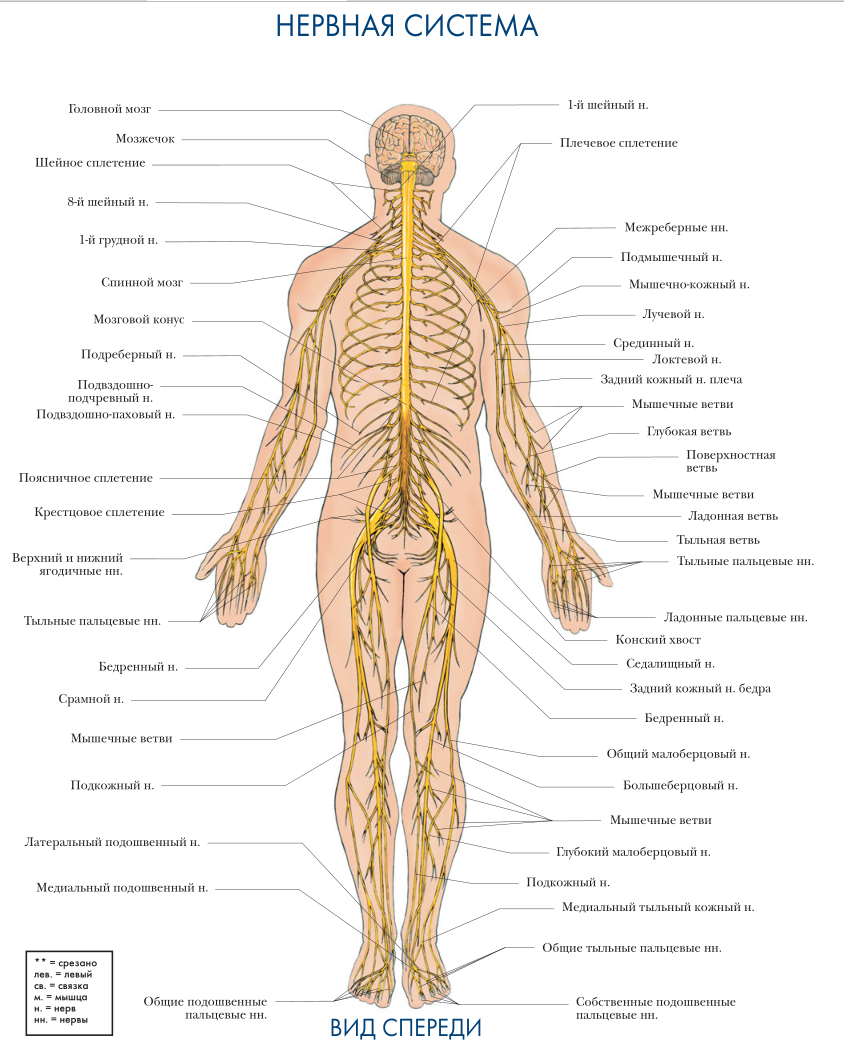 НЕРВНАЯ СИСТЕМА
Головной мозг
Мозжечок
Шейное сплетение
8-й шейный н.
1-й грудной н.
Спинной мозг
Мозговой конус
Подреберный н.
Подвздошно-
подчревный н.
Подвздошно-паховый н.
Поясничное сплетение
Крестцовое сплетение
Верхний и нижний
ягодичные нн.
Тыльные пальцевые нн.
Бедренный н.
Срамной н.
Мышечные ветви
Подкожный н.
Латеральный подошвенный н.
Медиальный подошвенный н.
Общие подошвенные
пальцевые нн.
1-й шейный н.
Плечевое сплетение
Межреберные нн.
Подмышечный н.
Мышечно-кожный н.
Лучевой н.
Срединный н.
Локтевой н.
Задний кожный н. плеча
Мышечные ветви
Глубокая ветвь
Поверхностная
ветвь
Мышечные ветви
Ладонная ветвь
Тыльная ветвь
Тыльные пальцевые нн.
Ладонные пальцевые нн.
Конский хвост
Седалищный н.
Задний кожный н. бедра
Бедренный н.
Общий малоберцовый н.
Большеберцовый н.
Мышечные ветви
Глубокий малоберцовый н.
Подкожный н.
Медиальный тыльный кожный н.
Общие тыльные пальцевые нн.
Собственные подошвенные
пальцевые нн.
** = срезано
лев. = левый
св. = связка
м. = мышца
н. = нерв
нн. = нервы
ВИД СПЕРЕДИ